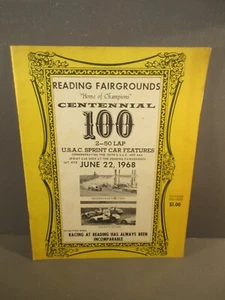 READING FAIRGROUNDS
"Home of Champions"
CENTENNIAL
100
2-50 LAP
U.S.A.C. SPRINT CAR FEATURES
JUNE 22, 1968
$1.00
RACING AT READING HAS ALWAYS BEEN
INCOMPARABLE